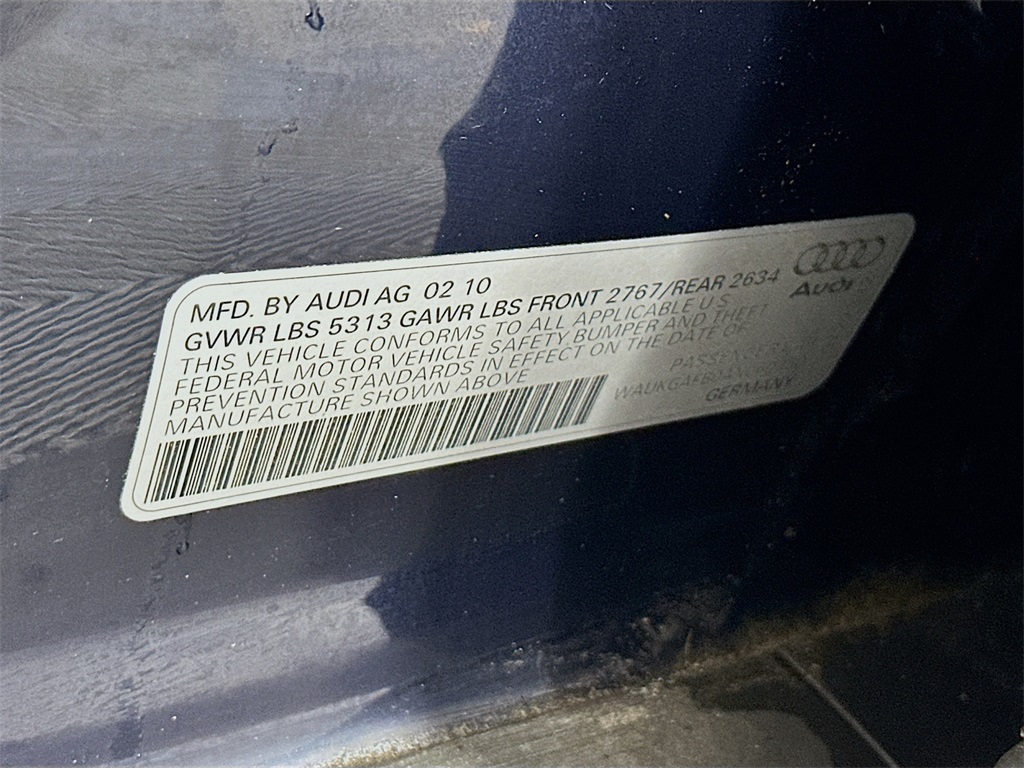 MFD. BY AUDI AG 02 10
GVWR LBS 5313 GAWR LBS FRONT 2767/REAR 2634
THIS VEHICLE CONFORMS TO ALL APPLICABLE U.S.
FEDERAL MOTOR VEHICLE SAFETY, BUMPER AND THEFT
PREVENTION STANDARDS IN EFFECT ON THE DATE OF
MANUFACTURE SHOWN ABOVE
Audi
GERMANY